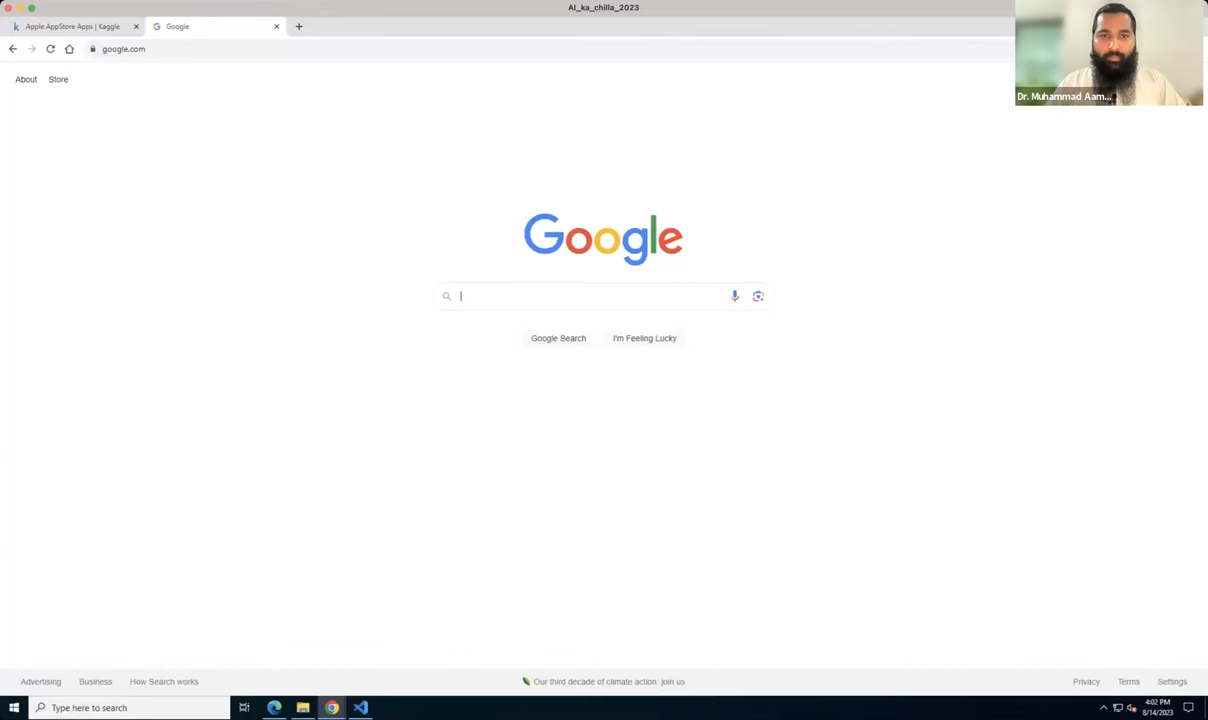 AI_ka_chilla_2023
Apple AppStore Apps | Kaggle
Google
google.com
Dr. Muhammad Aam...
About Store
Google
Google Search I'm Feeling Lucky
Advertising Business How Search works
Our third decade of climate action: join us
Privacy Terms Settings
Type here to search
4:02 PM
8/14/2023